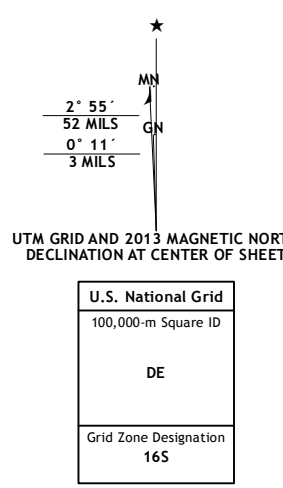 ★
MN
2° 55´
52 MILS
GN
0° 11´
3 MILS
UTM GRID AND 2013 MAGNETIC NORT
DECLINATION AT CENTER OF SHEET
U.S. National Grid
100,000-m Square ID
DE
Grid Zone Designation
16S